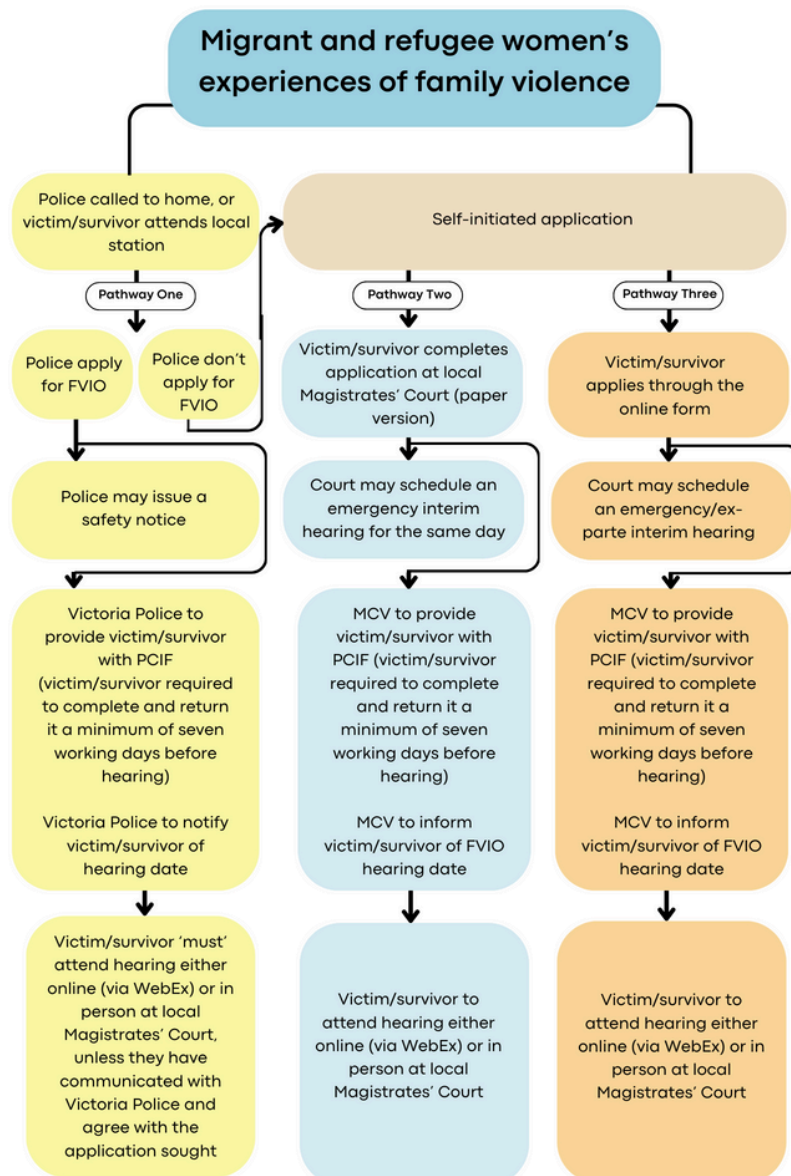 Migrant and refugee women's
experiences of family violence
Police called to home, or
victim/survivor attends local
station
Self-initiated application
Pathway One
Pathway Two
Pathway Three
Police apply
for FVIO
Police don't
apply for
FVIO
Victim/survivor completes
application at local
Magistrates' Court (paper
version)
Victim/survivor
applies through the
online form
Police may issue a
safety notice
Court may schedule an
emergency interim
hearing for the same
day
Court may schedule
an emergency/ex-
parte interim hearing
Victoria Police to
provide victim/survivor
with PCIF
(victim/survivor required
to complete and return
it a minimum of seven
working days before
hearing)
Victoria Police to notify
victim/survivor of
hearing date
MCV to provide
victim/survivor with
PCIF (victim/survivor
required to complete
and return it a
minimum of seven
working days before
hearing)
MCV to inform
victim/survivor of FVIO
hearing date
MCV to provide
victim/survivor with
PCIF (victim/survivor
required to complete
and return it a
minimum of seven
working days before
hearing)
MCV to inform
victim/survivor of FVIO
hearing date
Victim/survivor 'must'
attend hearing either
online (via WebEx) or in
person at local
Magistrates' Court,
unless they have
communicated with
Victoria Police and
agree with the
application sought
Victim/survivor to
attend hearing either
online (via WebEx) or in
person at local
Magistrates' Court
Victim/survivor to
attend hearing either
online (via WebEx) or in
person at local
Magistrates' Court